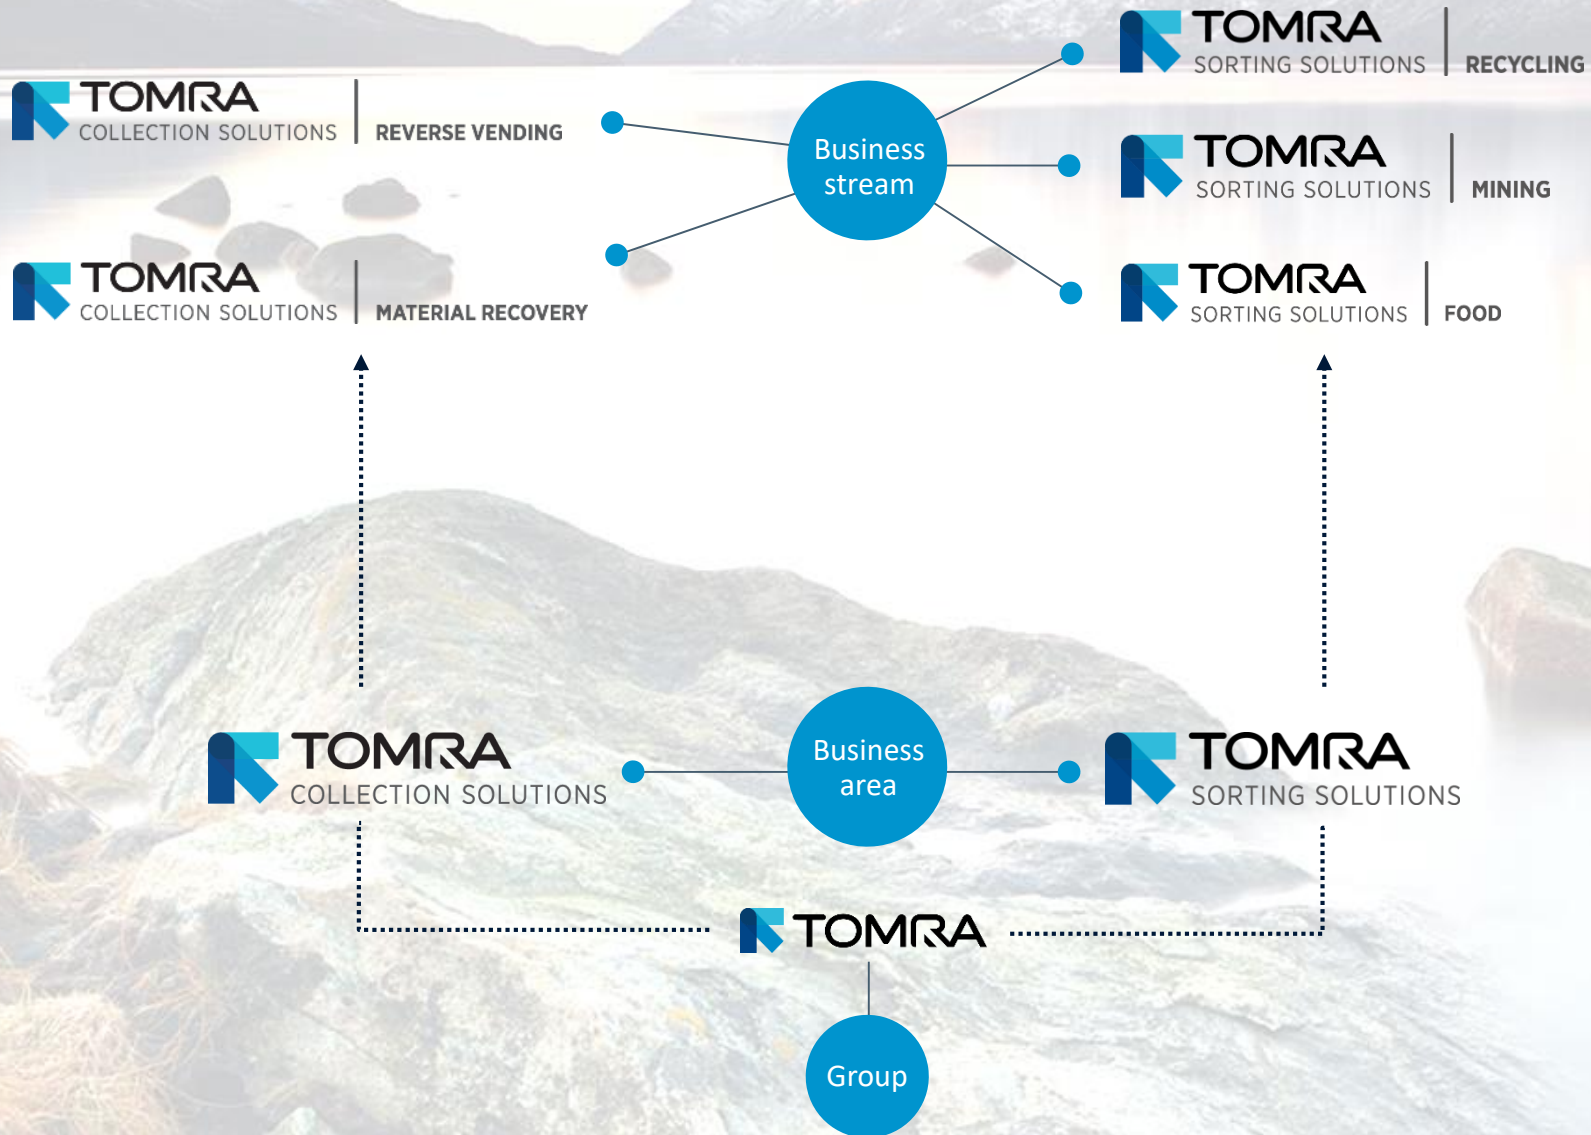 TOMRA
COLLECTION SOLUTIONS
REVERSE VENDING
TOMRA
COLLECTION SOLUTIONS
MATERIAL RECOVERY
Business
stream
TOMRA
SORTING SOLUTIONS
RECYCLING
TOMRA
SORTING SOLUTIONS
MINING
TOMRA
SORTING SOLUTIONS
FOOD
TOMRA
COLLECTION SOLUTIONS
Business
area
TOMRA
SORTING SOLUTIONS
TOMRA
Group